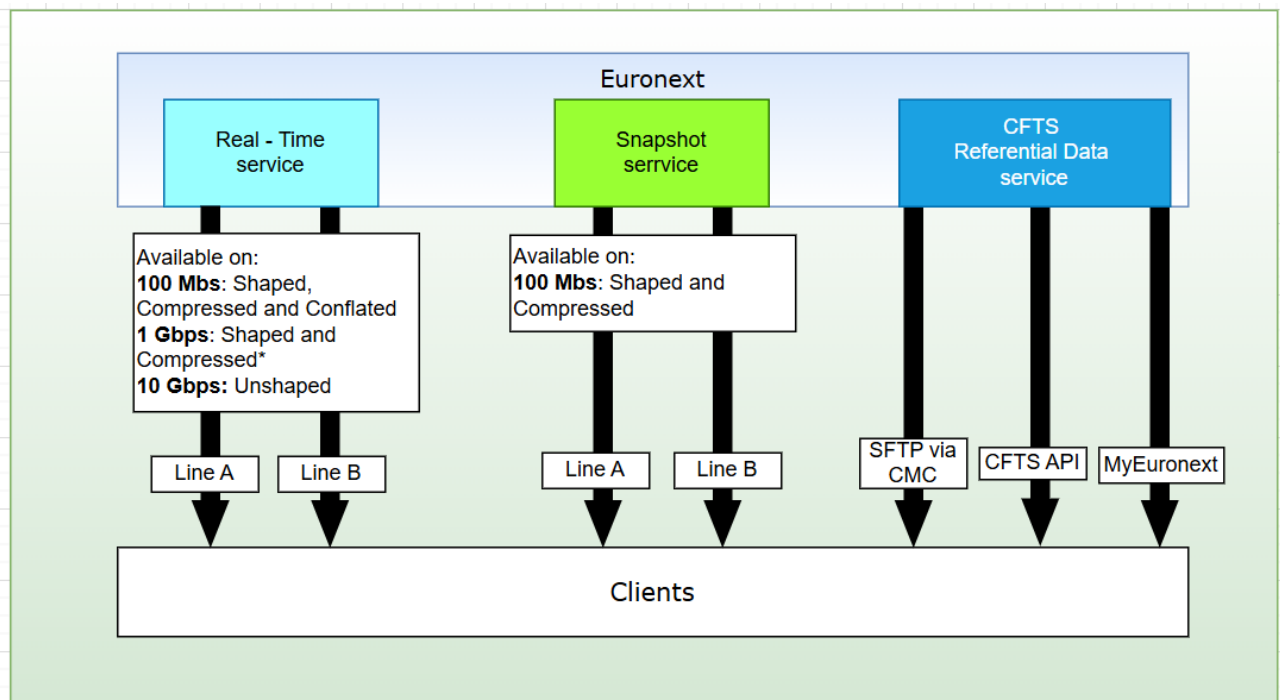 Euronext
Real - Time
service
Snapshot
serrvice
CFTS
Referential Data
service
Available on:
100 Mbs: Shaped,
Compressed and Conflated
1 Gbps: Shaped and
Compressed*
10 Gbps: Unshaped
Available on:
100 Mbs: Shaped and
Compressed
Line A
Line B
Line A
Line B
SFTP via
CMC
CFTS API
MyEuronext
Clients